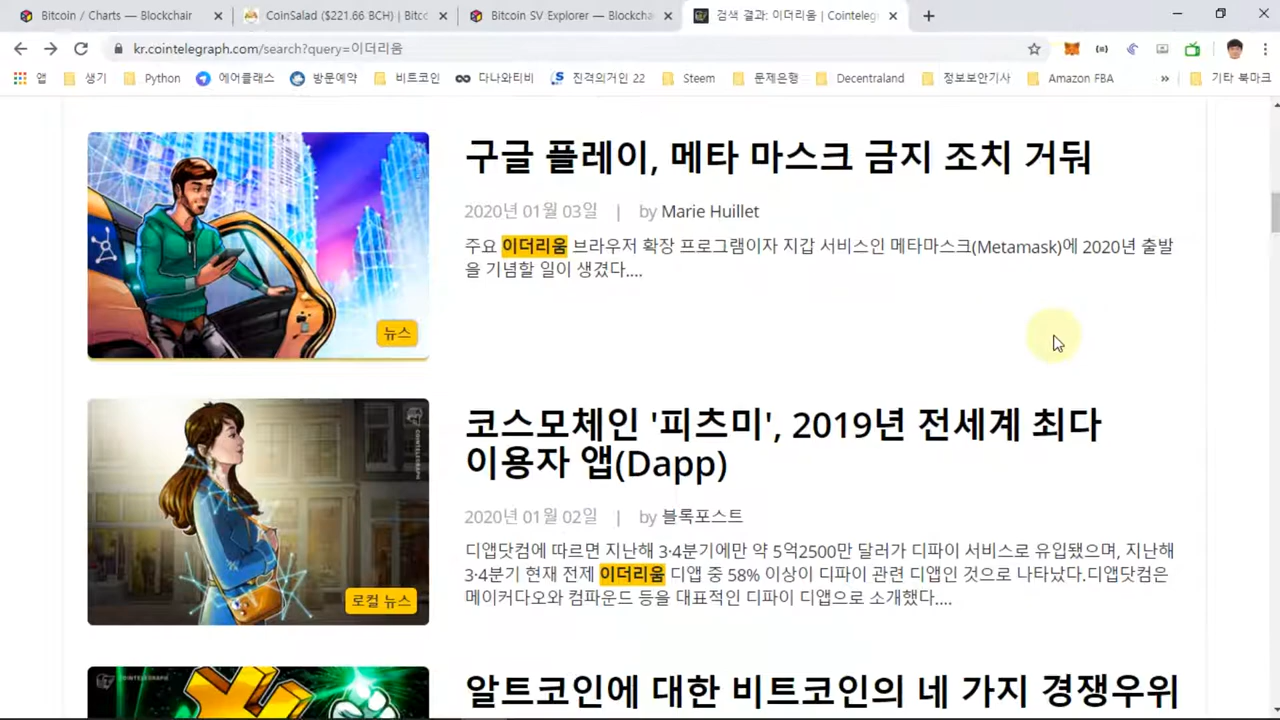 Bitcoin / Charts — Blockchair
CoinSalad ($221.66 BCH) | Bitc
Bitcoin SV Explorer — Blockcha
검색 결과: 이더리움 | Cointeleg
kr.cointelegraph.com/search?query=이더리움
앱 생기 Python 에어클래스 방문예약 비트코인 다나와티비 진격의거인 22 Steem 문제은행 Decentraland 정보보안기사 Amazon FBA » 기타 북마크
구글 플레이, 메타 마스크 금지 조치 거둬
2020년 01월 03일 | by Marie Huillet
주요 이더리움 브라우저 확장 프로그램이자 지갑 서비스인 메타마스크(Metamask)에 2020년 출발
을 기념할 일이 생겼다....
뉴스
코스모체인 '피츠미', 2019년 전세계 최다
이용자 앱(Dapp)
2020년 01월 02일 | by 블록포스트
디앱닷컴에 따르면 지난해 3·4분기에만 약 5억2500만 달러가 디파이 서비스로 유입됐으며, 지난해
3·4분기 현재 전제 이더리움 디앱 중 58% 이상이 디파이 관련 디앱인 것으로 나타났다.디앱닷컴은
메이커다오와 컴파운드 등을 대표적인 디파이 디앱으로 소개했다....
COINTELEGRAPH
로컬 뉴스
COINTELEGRAPH
알트코인에 대한 비트코인의 네 가지 경쟁우위